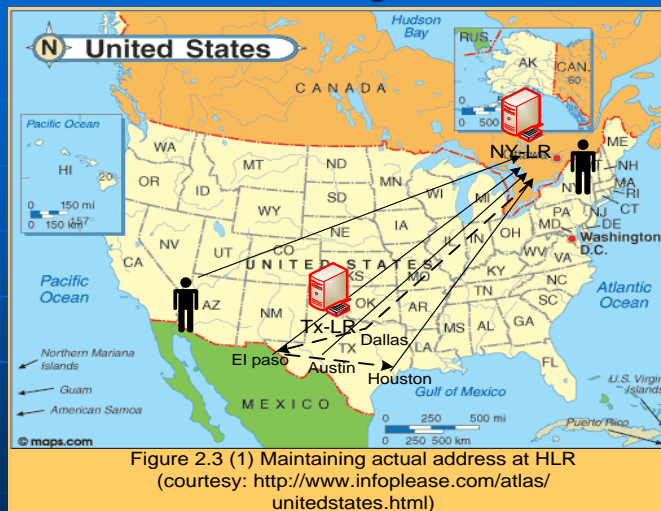 N United States
Hudson
Bay
RUS.
AK
CAN.
60
0 500
CANADA
Pacific Ocean
HI
20
0 150 mi
0 150 km
157°
NY-LR
WA
OR
ID
MT
ND
MN
SD
WY
WI
MI
ME
NH
MA
RI
CT
NY
PA
NJ
DE
MD
Washington
D.C.
NV
UT
CO
NE
IA
IL
IN
OH
WV
VA
UNITED STATES
KS
MO
KY
NC
TN
SC
CA
AZ
NM
OK
AR
MS
AL
GA
TX
LA
FL
Pacific
Ocean
Atlantic
Ocean
Tx-LR
Dallas
El paso
Austin
Houston
Gulf of Mexico
MEXICO
Northern Mariana
Islands
Guam
American Samoa
0 250 500 mi
0 250 500 km
U.S. Virgin
Islands
Puerto Rico
© maps.com
Figure 2.3 (1) Maintaining actual address at HLR
(courtesy: http://www.infoplease.com/atlas/
unitedstates.html)